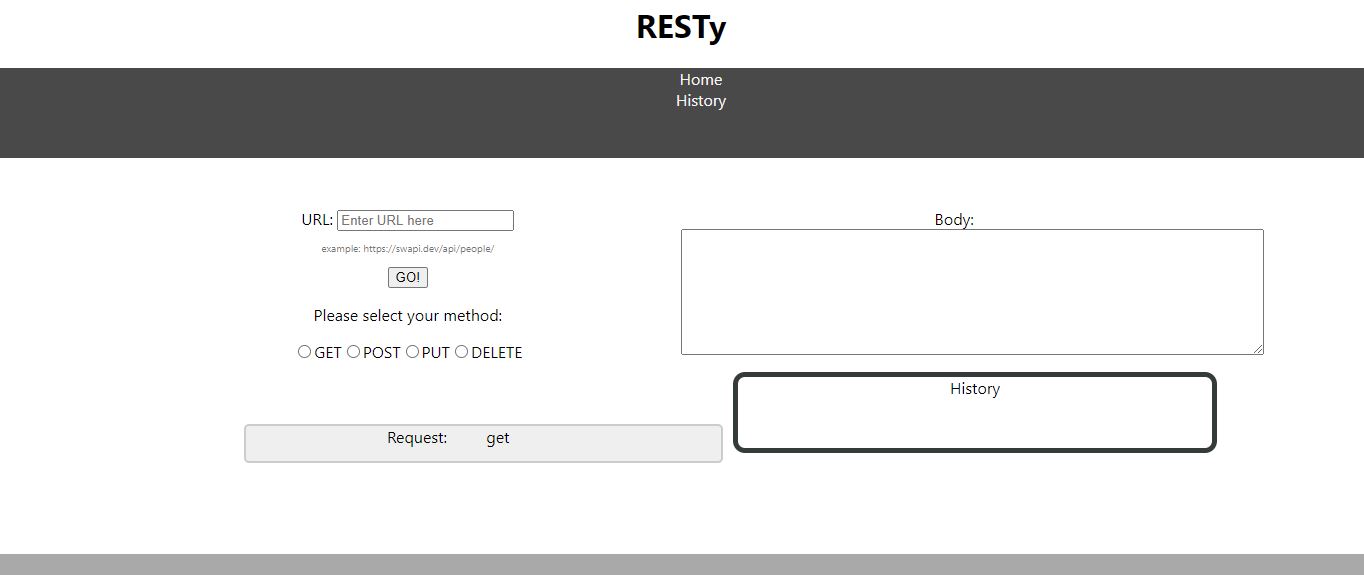 RESTy
Home
History
URL: Enter URL here
example: https://swapi.dev/api/people/
GO!
Please select your method:
GET POST PUT DELETE
Request: get
Body:
History